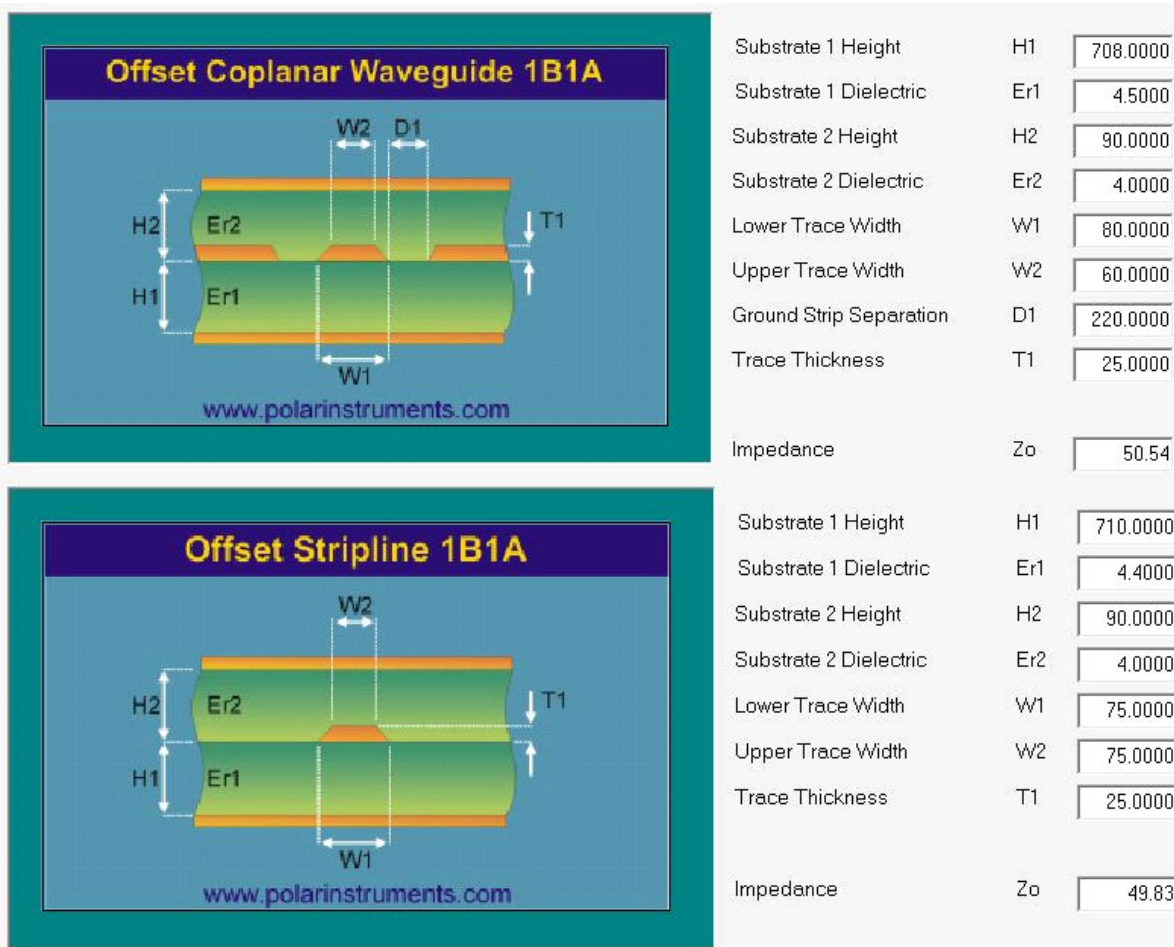 Offset Coplanar Waveguide 1B1A
W2 D1
H2 Er2 T1
H1 Er1
W1
www.polarinstruments.com
Substrate 1 Height H1 708.0000
Substrate 1 Dielectric Er1 4.5000
Substrate 2 Height H2 90.0000
Substrate 2 Dielectric Er2 4.0000
Lower Trace Width W1 80.0000
Upper Trace Width W2 60.0000
Ground Strip Separation D1 220.0000
Trace Thickness T1 25.0000
Impedance Zo 50.54
Offset Stripline 1B1A
W2
H2 Er2 T1
H1 Er1
W1
www.polarinstruments.com
Substrate 1 Height H1 710.0000
Substrate 1 Dielectric Er1 4.4000
Substrate 2 Height H2 90.0000
Substrate 2 Dielectric Er2 4.0000
Lower Trace Width W1 75.0000
Upper Trace Width W2 75.0000
Trace Thickness T1 25.0000
Impedance Zo 49.83